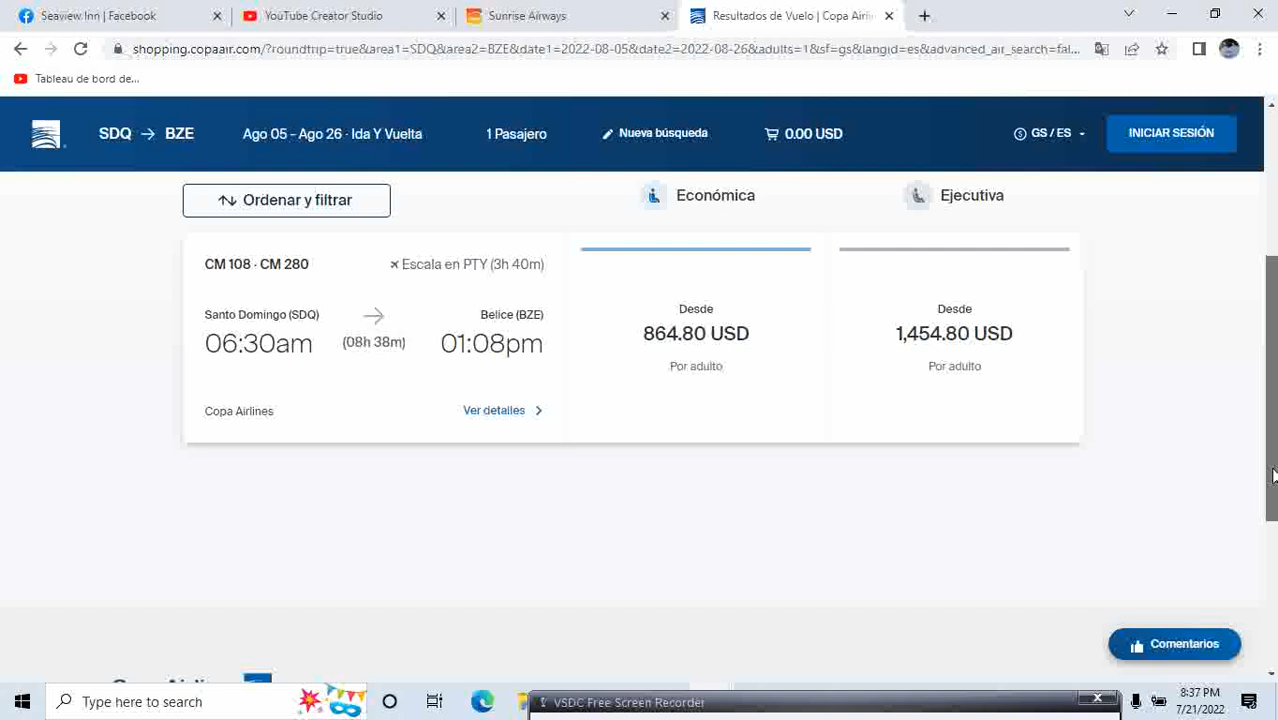 Seaview Inn | Facebook
YouTube Creator Studio
Sunrise Airways
Resultados de Vuelo | Copa Airlin
shopping.copaair.com/?roundtrip=true&area1=SDQ&area2=BZE&date1=2022-08-05&date2=2022-08-26&adults=1&sf=gs&langid=es&advanced_air_search=fal...
Tableau de bord de...
SDQ → BZE
Ago 05 - Ago 26 · Ida Y Vuelta
1 Pasajero
Nueva búsqueda
0.00 USD
GS / ES
INICIAR SESIÓN
Ordenar y filtrar
Económica
Ejecutiva
CM 108 · CM 280
Escala en PTY (3h 40m)
Santo Domingo (SDQ)
Belice (BZE)
06:30am
(08h 38m)
01:08pm
Copa Airlines
Ver detalles
Desde
864.80 USD
Por adulto
Desde
1,454.80 USD
Por adulto
Comentarios
Type here to search
VSDC Free Screen Recorder
8:37 PM
7/21/2022